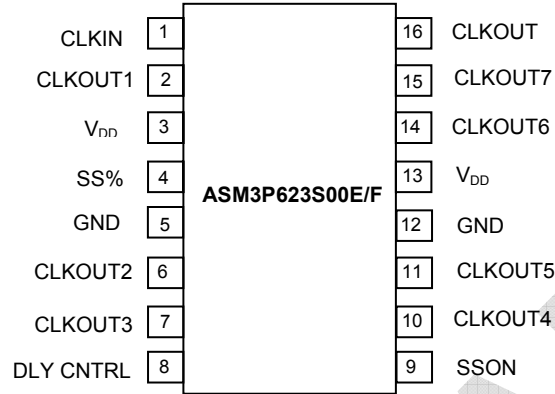 CLKIN 1 16 CLKOUT
CLKOUT1 2 15 CLKOUT7
VDD 3 14 CLKOUT6
SS% 4 13 VDD
ASM3P623S00E/F
GND 5 12 GND
CLKOUT2 6 11 CLKOUT5
CLKOUT3 7 10 CLKOUT4
DLY CNTRL 8 9 SSON